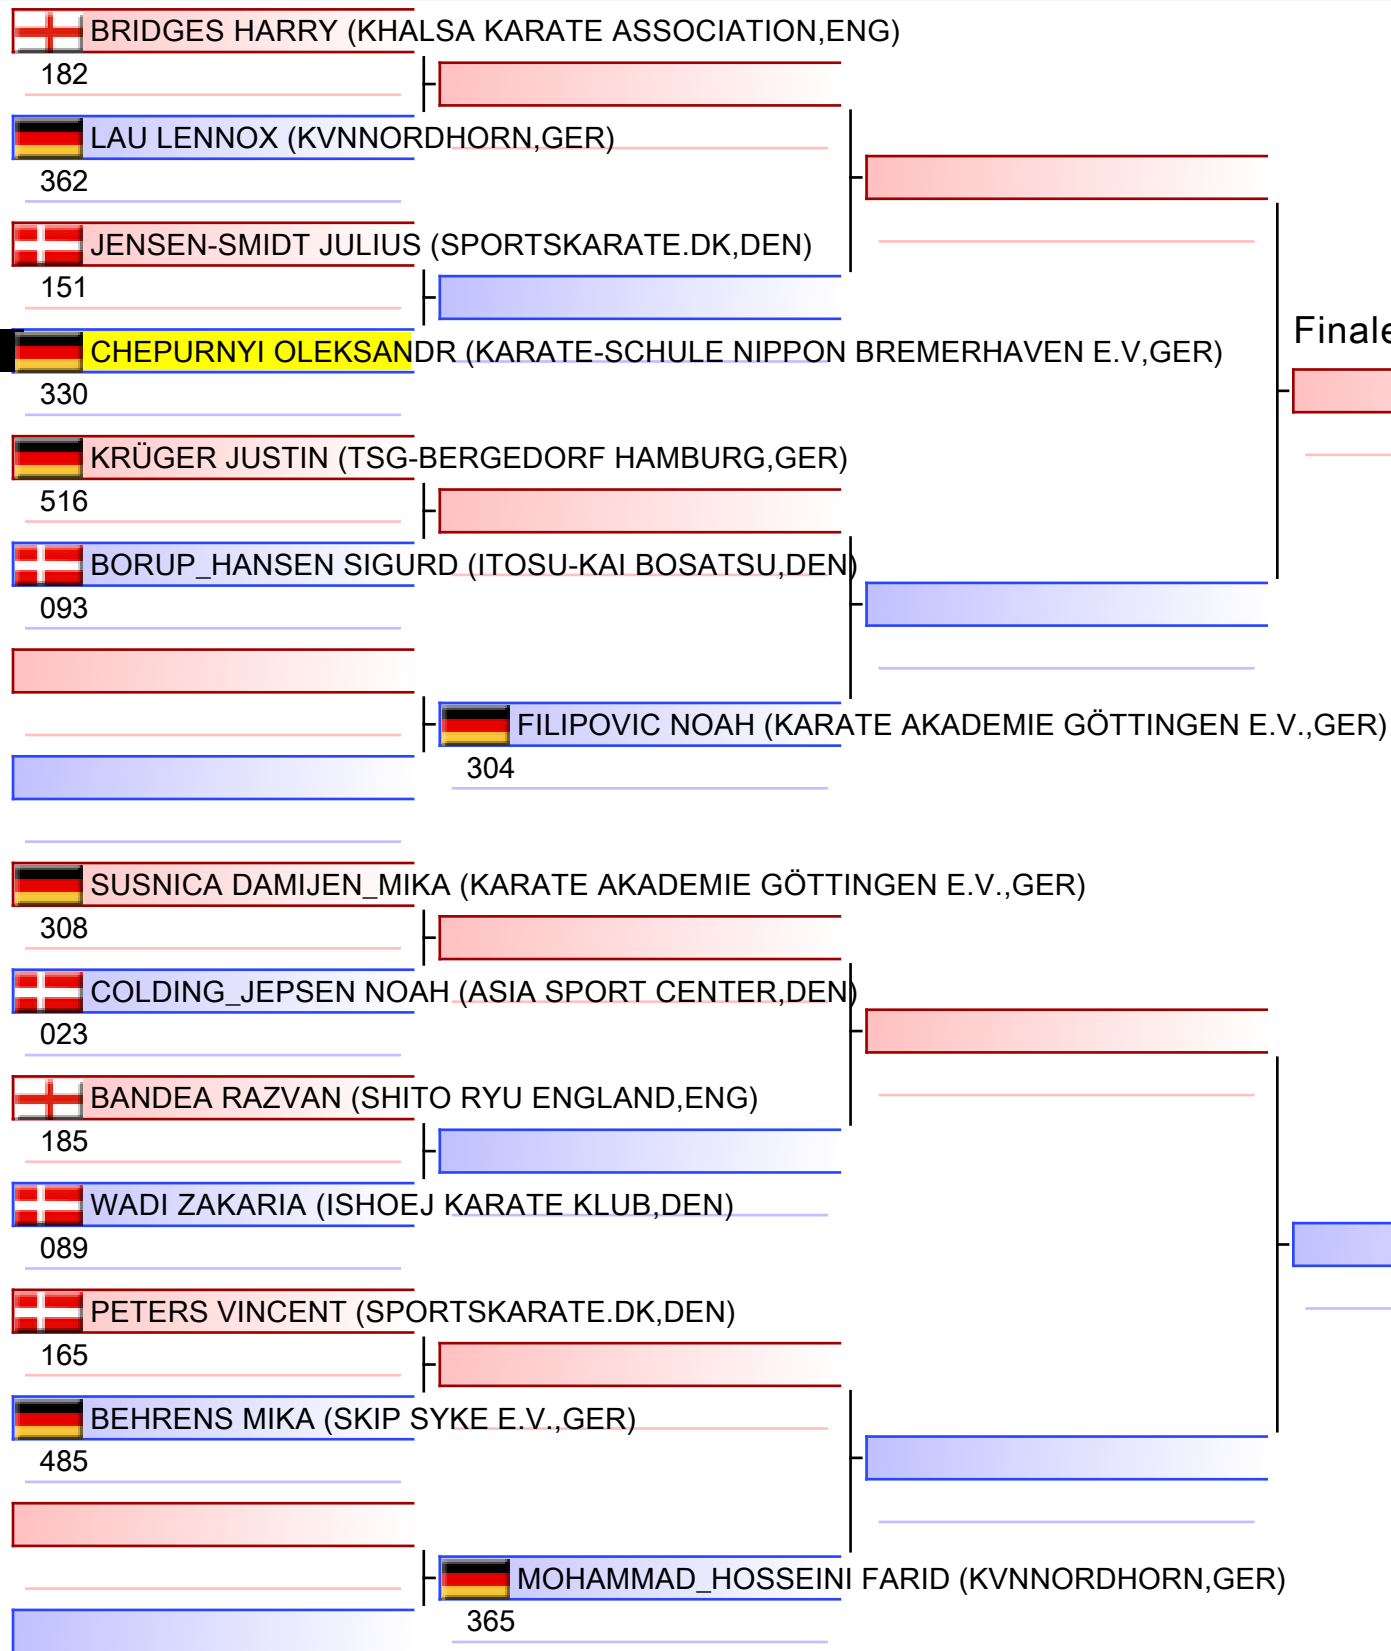 BRIDGES HARRY (KHALSA KARATE ASSOCIATION,ENG)
182
LAU LENNOX (KVNNORDHORN,GER)
362
JENSEN-SMIDT JULIUS (SPORTSKARATE.DK,DEN)
151
Finale
CHEPURNYI OLEKSANDR (KARATE-SCHULE NIPPON BREMERHAVEN E.V,GER)
330
KRÜGER JUSTIN (TSG-BERGEDORF HAMBURG,GER)
516
BORUP_HANSEN SIGURD (ITOSU-KAI BOSATSU,DEN)
093
FILIPOVIC NOAH (KARATE AKADEMIE GÖTTINGEN E.V.,GER)
304
SUSNICA DAMIJEN_MIKA (KARATE AKADEMIE GÖTTINGEN E.V.,GER)
308
COLDING_JEPSEN NOAH (ASIA SPORT CENTER,DEN)
023
BANDEA RAZVAN (SHITO RYU ENGLAND,ENG)
185
WADI ZAKARIA (ISHOEJ KARATE KLUB,DEN)
089
PETERS VINCENT (SPORTSKARATE.DK,DEN)
165
BEHRENS MIKA (SKIP SYKE E.V.,GER)
485
MOHAMMAD_HOSSEINI FARID (KVNNORDHORN,GER)
365